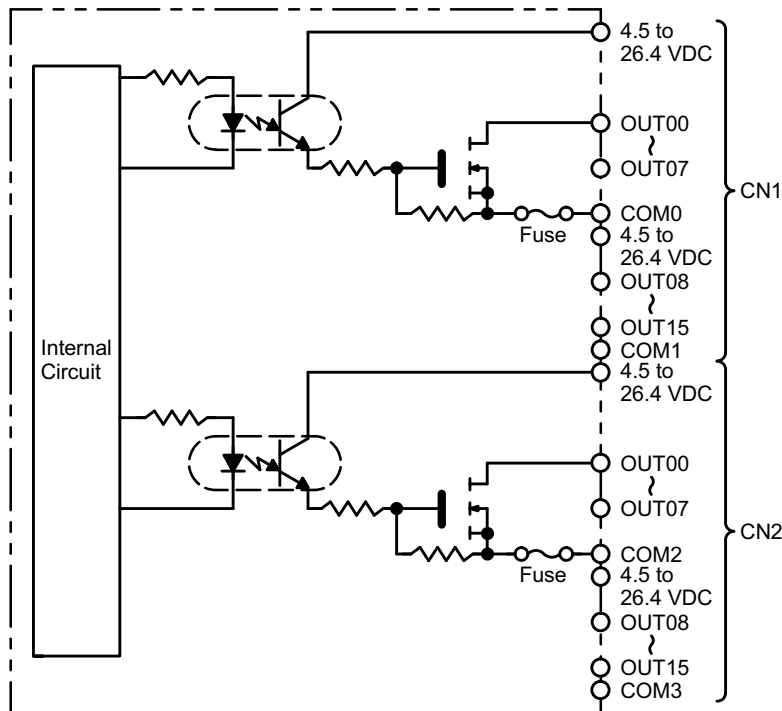 4.5 to
26.4 VDC
OUT00
~
OUT07
COM0
Fuse
4.5 to
26.4 VDC
OUT08
~
OUT15
COM1
CN1
Internal
Circuit
4.5 to
26.4 VDC
OUT00
~
OUT07
COM2
Fuse
4.5 to
26.4 VDC
OUT08
~
OUT15
COM3
CN2